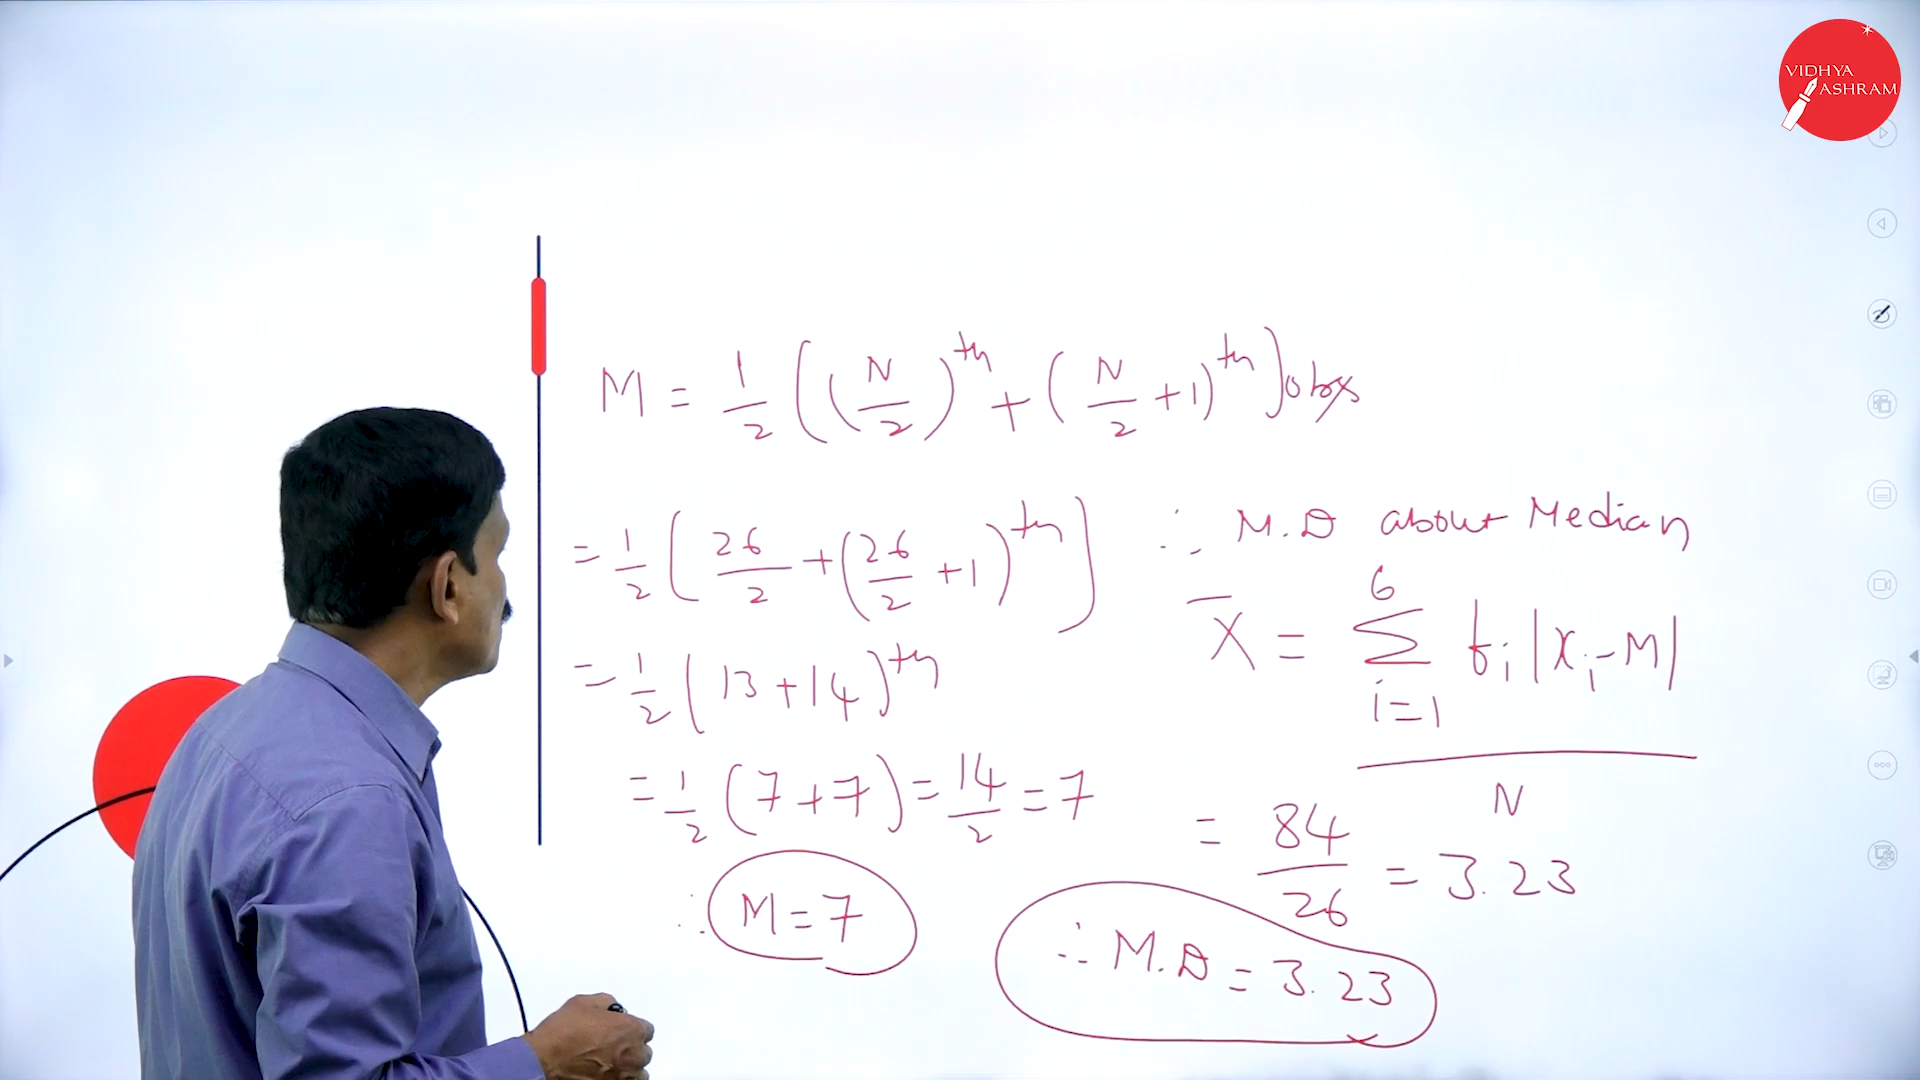 VIDHYA
ASHRAM
M = 1/2 ((N/2)^th + (N/2 + 1)^th) obs
= 1/2 [26/2 + (26/2 + 1)^th]
= 1/2 (13 + 14)^th
= 1/2 (7 + 7) = 14/2 = 7
∴ M = 7
∴ M.D about Median
X̄ = 6 Σ i=1 fi |xi - M| / N
= 84/26 = 3.23
∴ M.D = 3.23